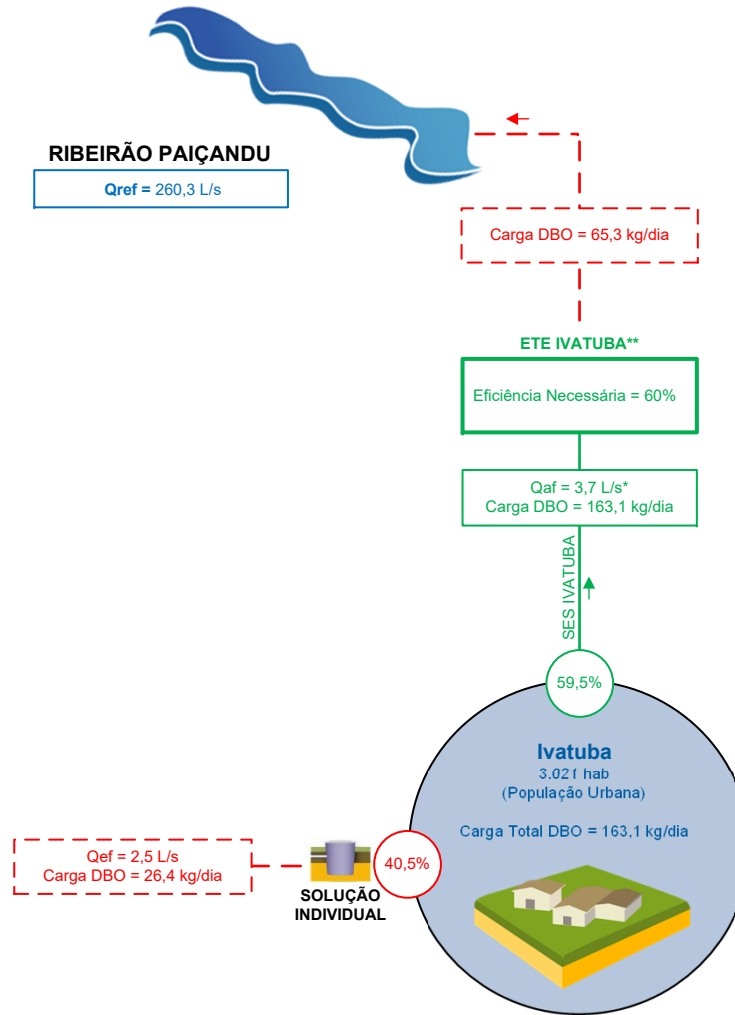 RIBEIRÃO PAIÇANDU
Qref = 260,3 L/s
Carga DBO = 65,3 kg/dia
ETE IVATUBA**
Eficiência Necessária = 60%
Qaf = 3,7 L/s*
Carga DBO = 163,1 kg/dia
SES IVATUBA
59,5%
Ivatuba
3.021 hab
(População Urbana)
Carga Total DBO = 163,1 kg/dia
40,5%
Qef = 2,5 L/s
Carga DBO = 26,4 kg/dia
SOLUÇÃO
INDIVIDUAL